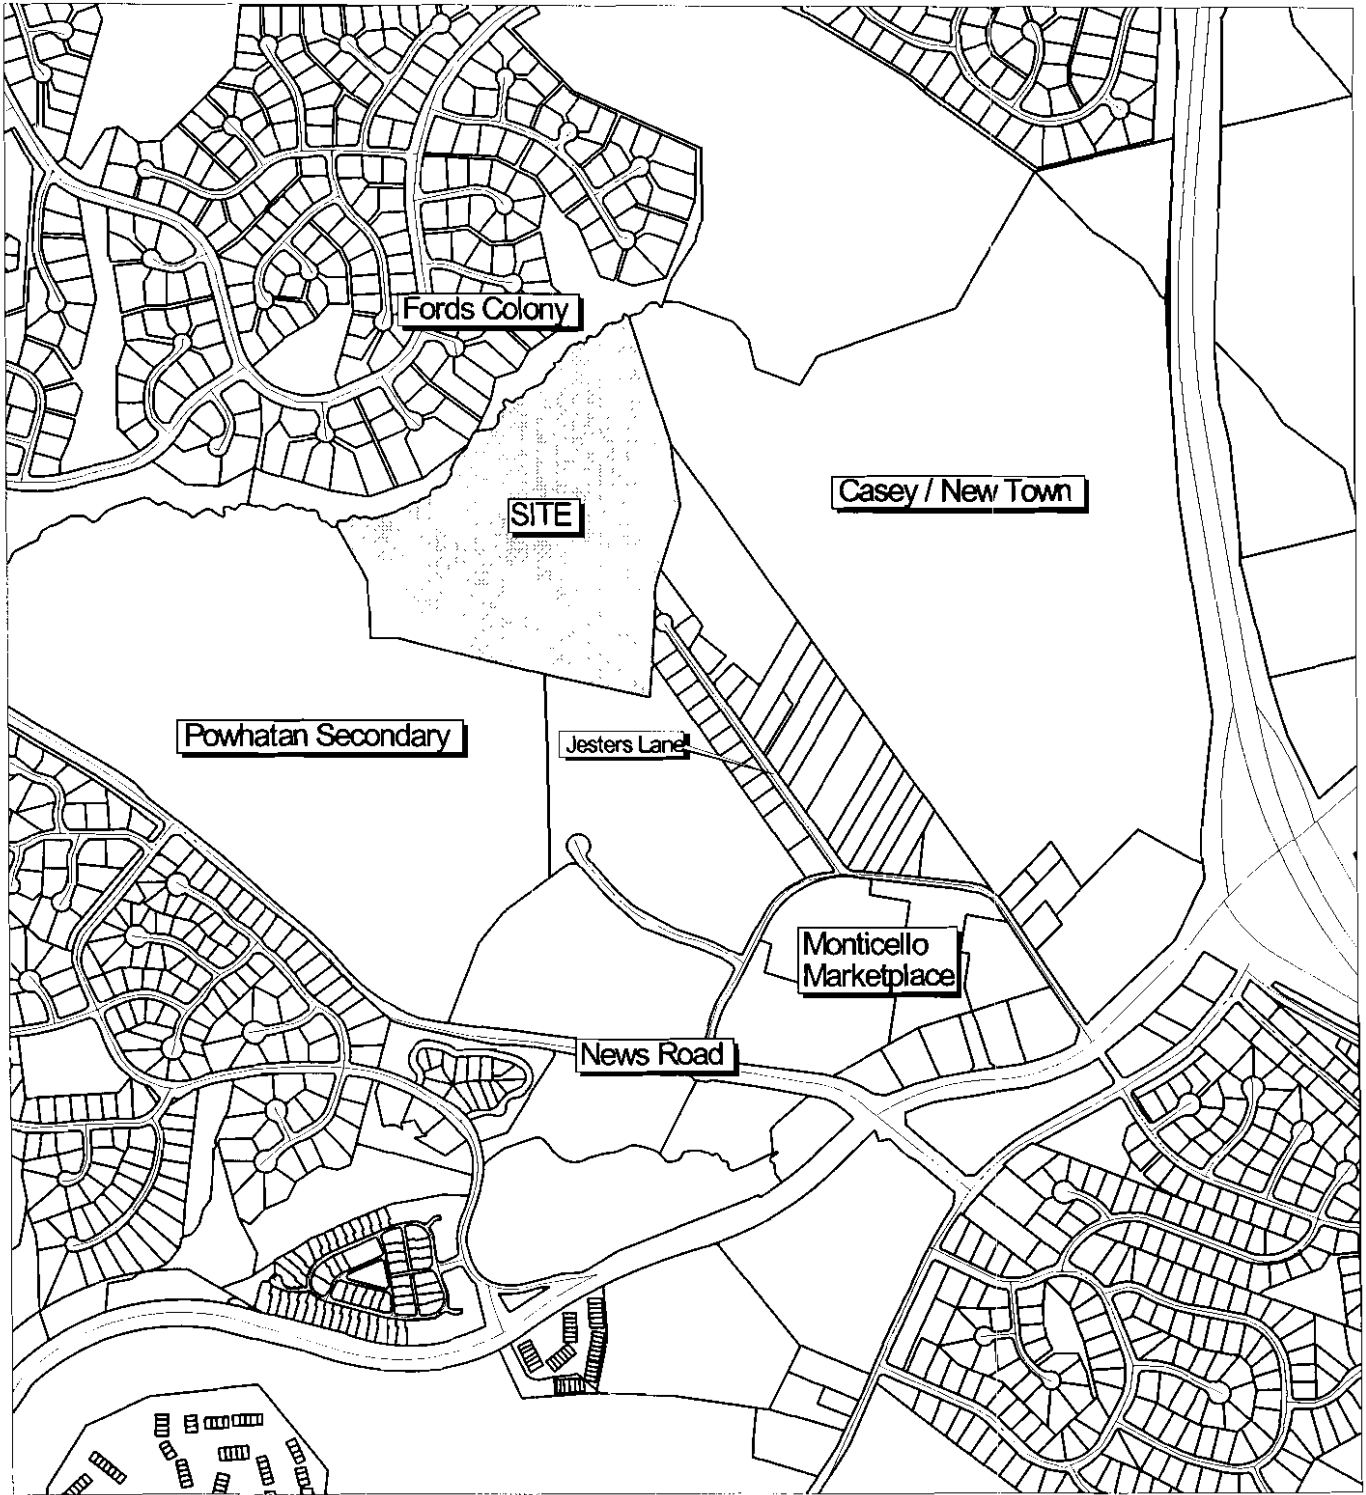 Fords Colony
Casey / New Town
SITE
Powhatan Secondary
Jesters Lane
Monticello
Marketplace
News Road